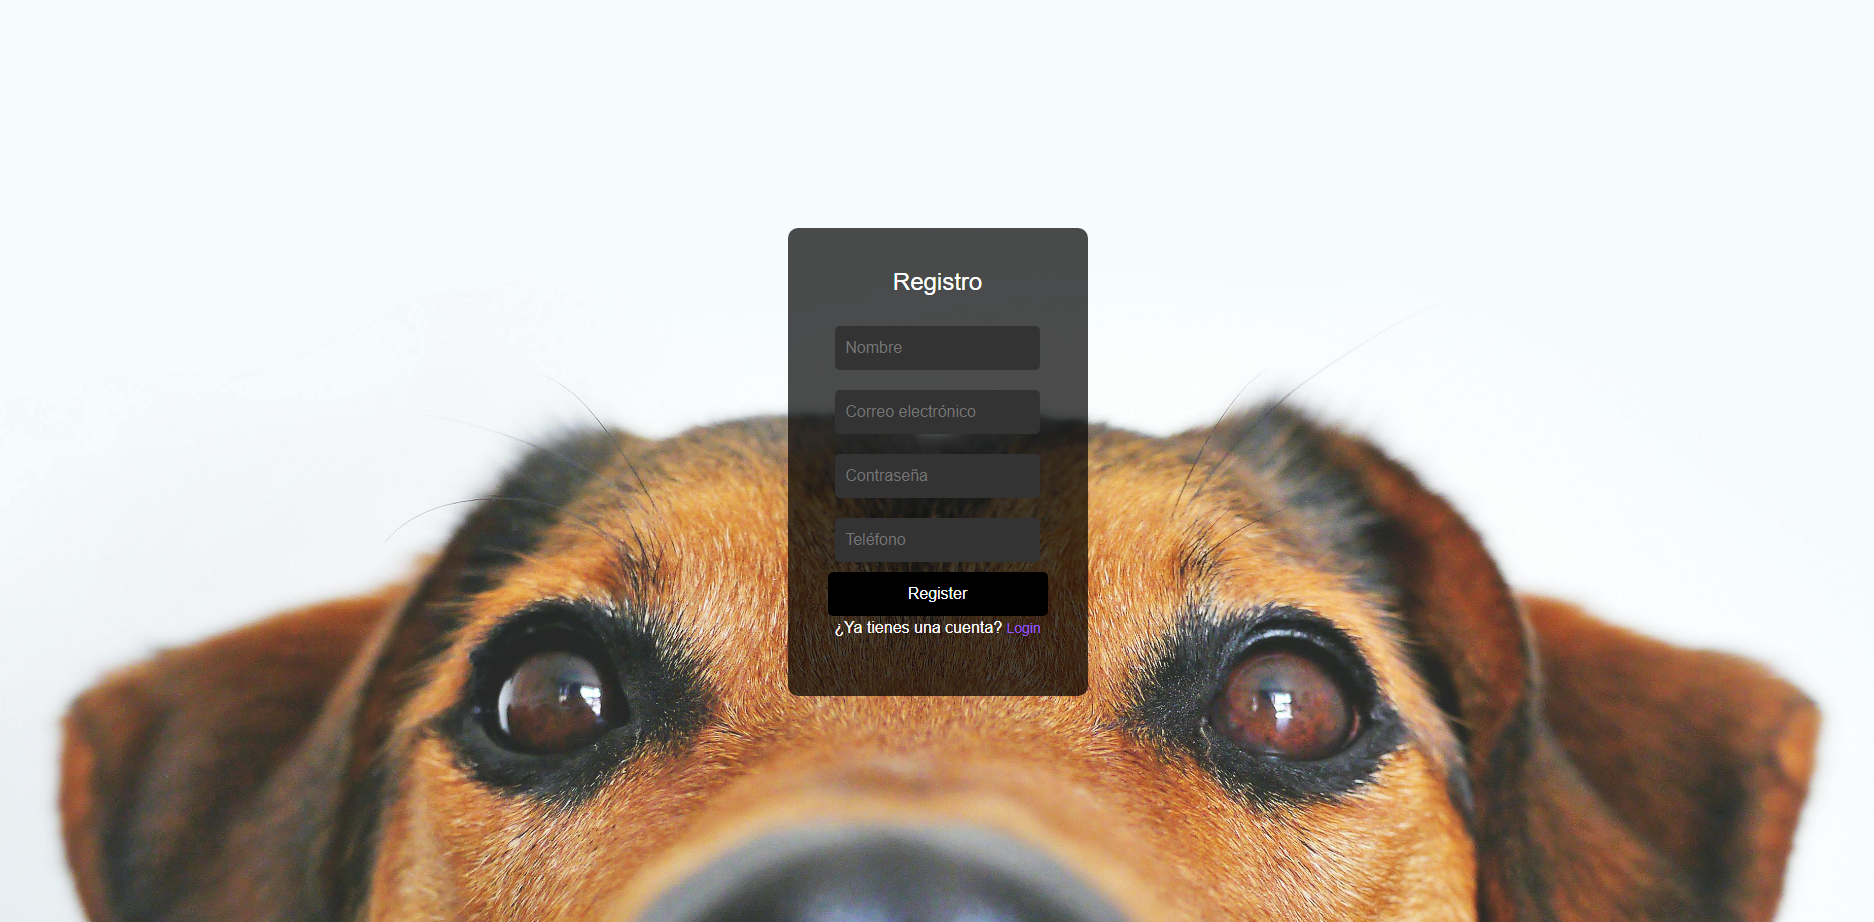 Registro
Nombre
Correo electrónico
Contraseña
Teléfono
Register
¿Ya tienes una cuenta? Login